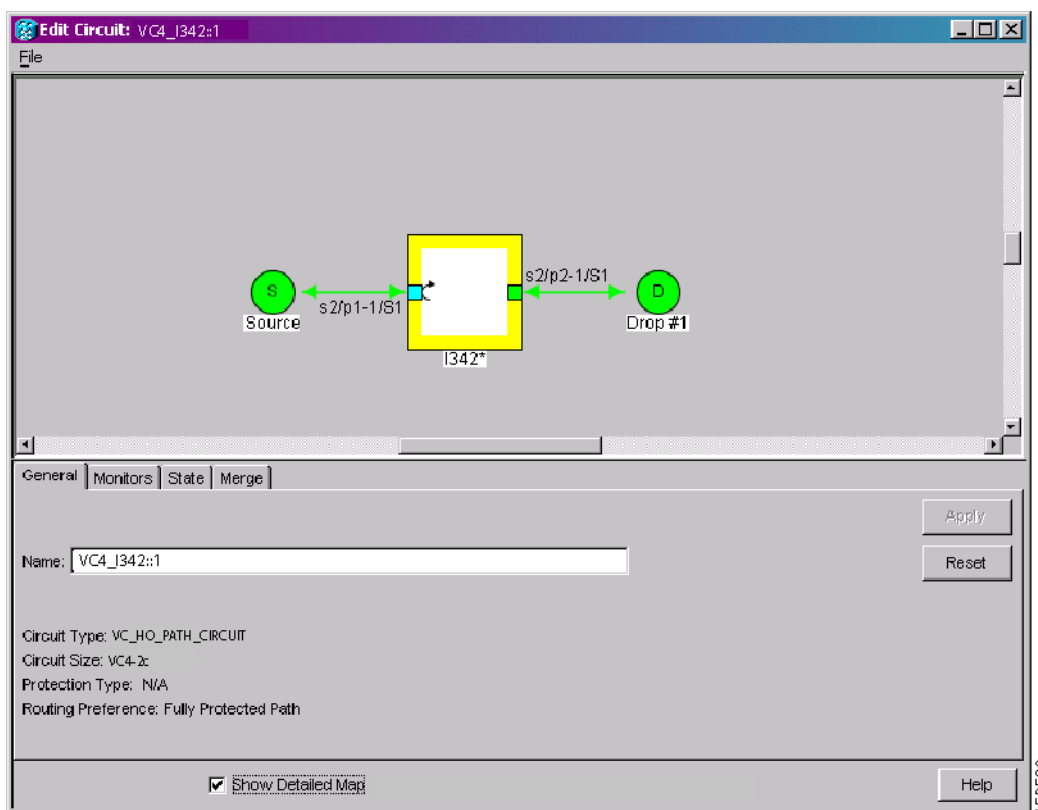 Edit Circuit: VC4_I342::1
File
S
s2/p1-1/S1
Source
I342*
s2/p2-1/S1
D
Drop #1
General Monitors State Merge
Apply
Name: VC4_I342::1
Reset
Circuit Type: VC_HO_PATH_CIRCUIT
Circuit Size: VC4-2c
Protection Type: N/A
Routing Preference: Fully Protected Path
Show Detailed Map
Help